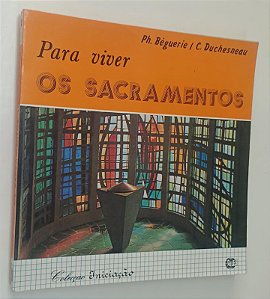 Ph. Béguerie / C. Duchesneau
Para viver
OS SACRAMENTOS
Coleção Iniciação